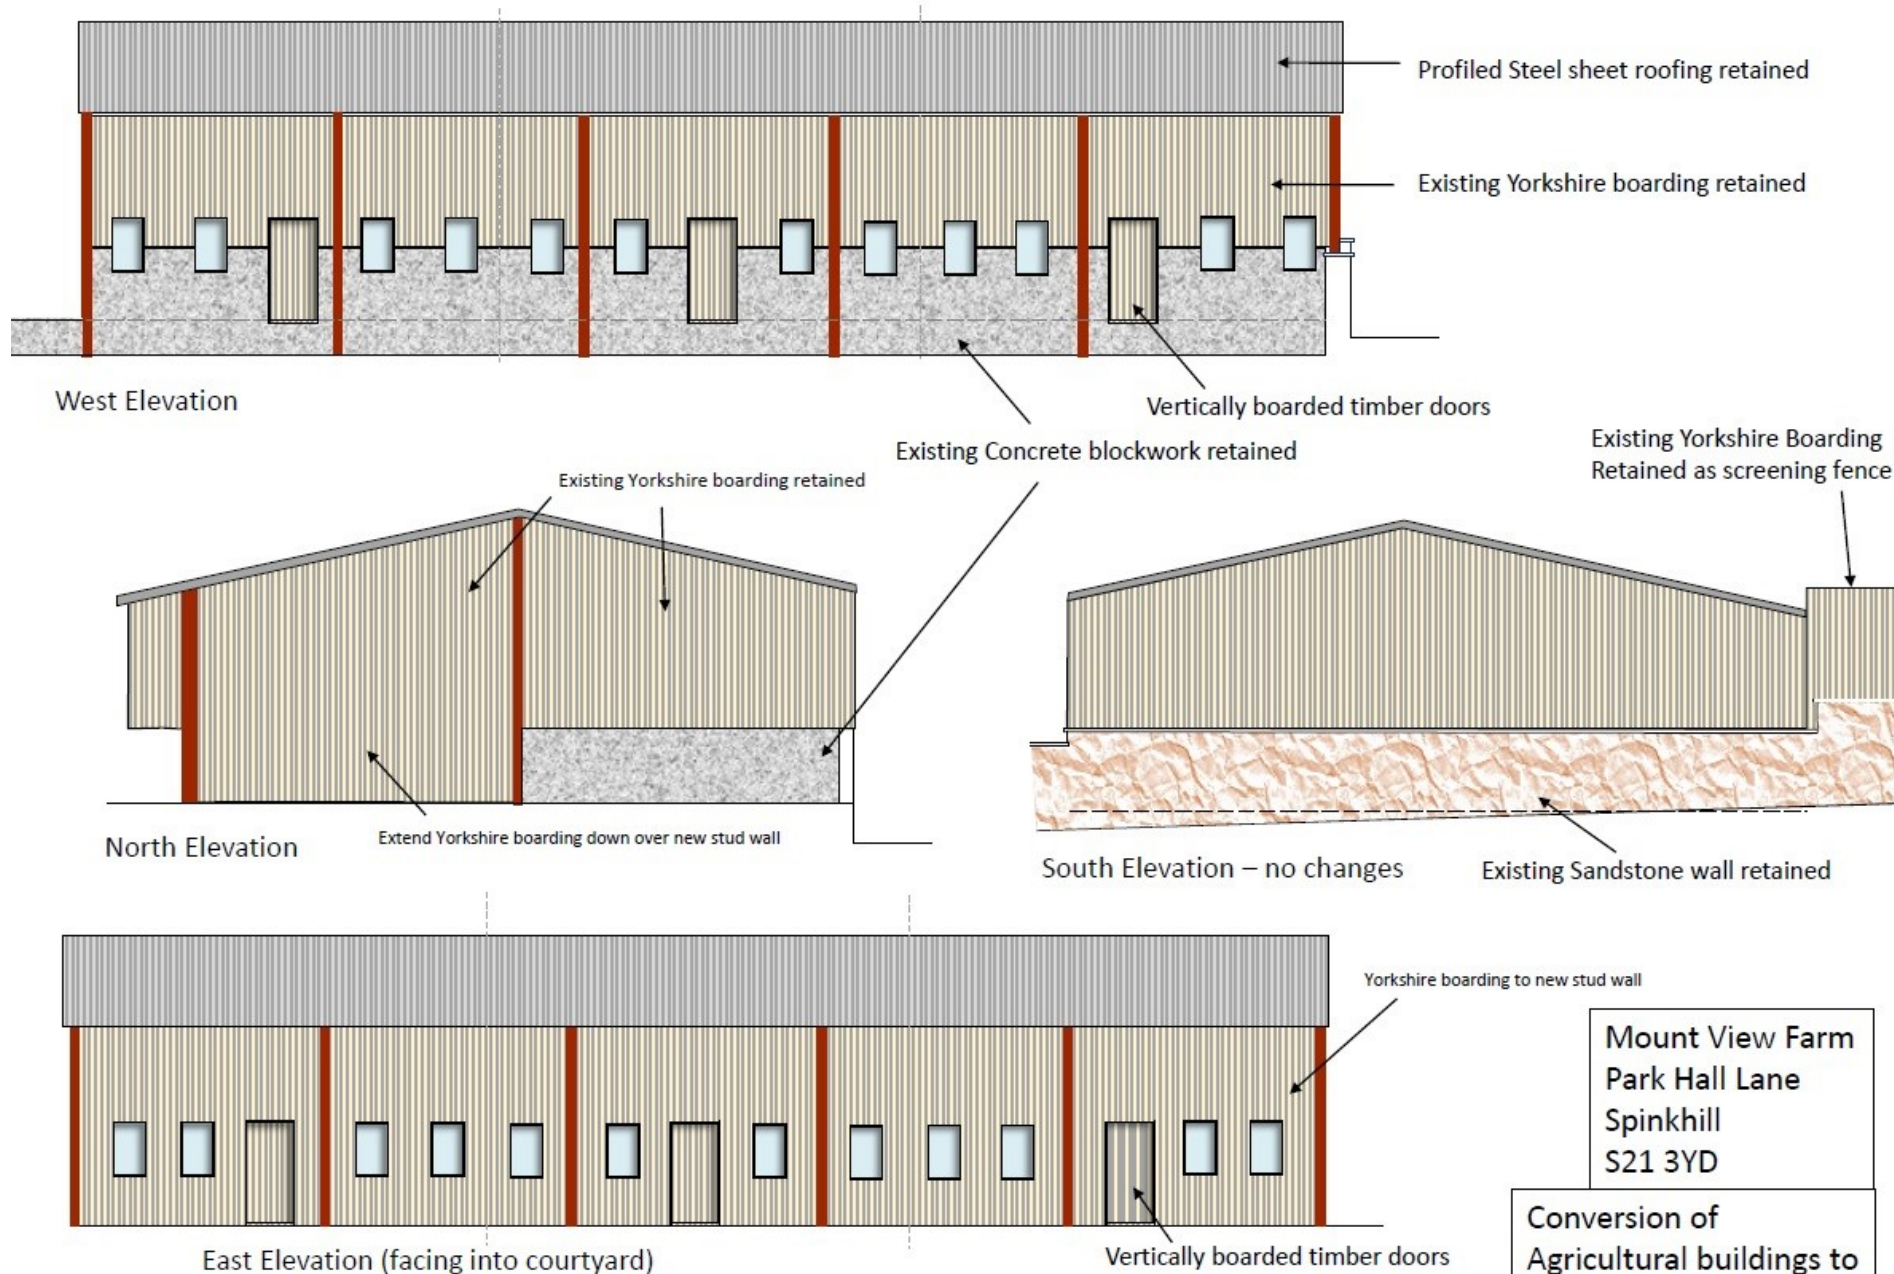 Profiled Steel sheet roofing retained
Existing Yorkshire boarding retained
West Elevation
Vertically boarded timber doors
Existing Concrete blockwork retained
Existing Yorkshire Boarding
Retained as screening fence
Existing Yorkshire boarding retained
Extend Yorkshire boarding down over new stud wall
North Elevation
South Elevation – no changes
Existing Sandstone wall retained
Yorkshire boarding to new stud wall
Mount View Farm
Park Hall Lane
Spinkhill
S21 3YD
Conversion of
Agricultural buildings to
East Elevation (facing into courtyard)
Vertically boarded timber doors